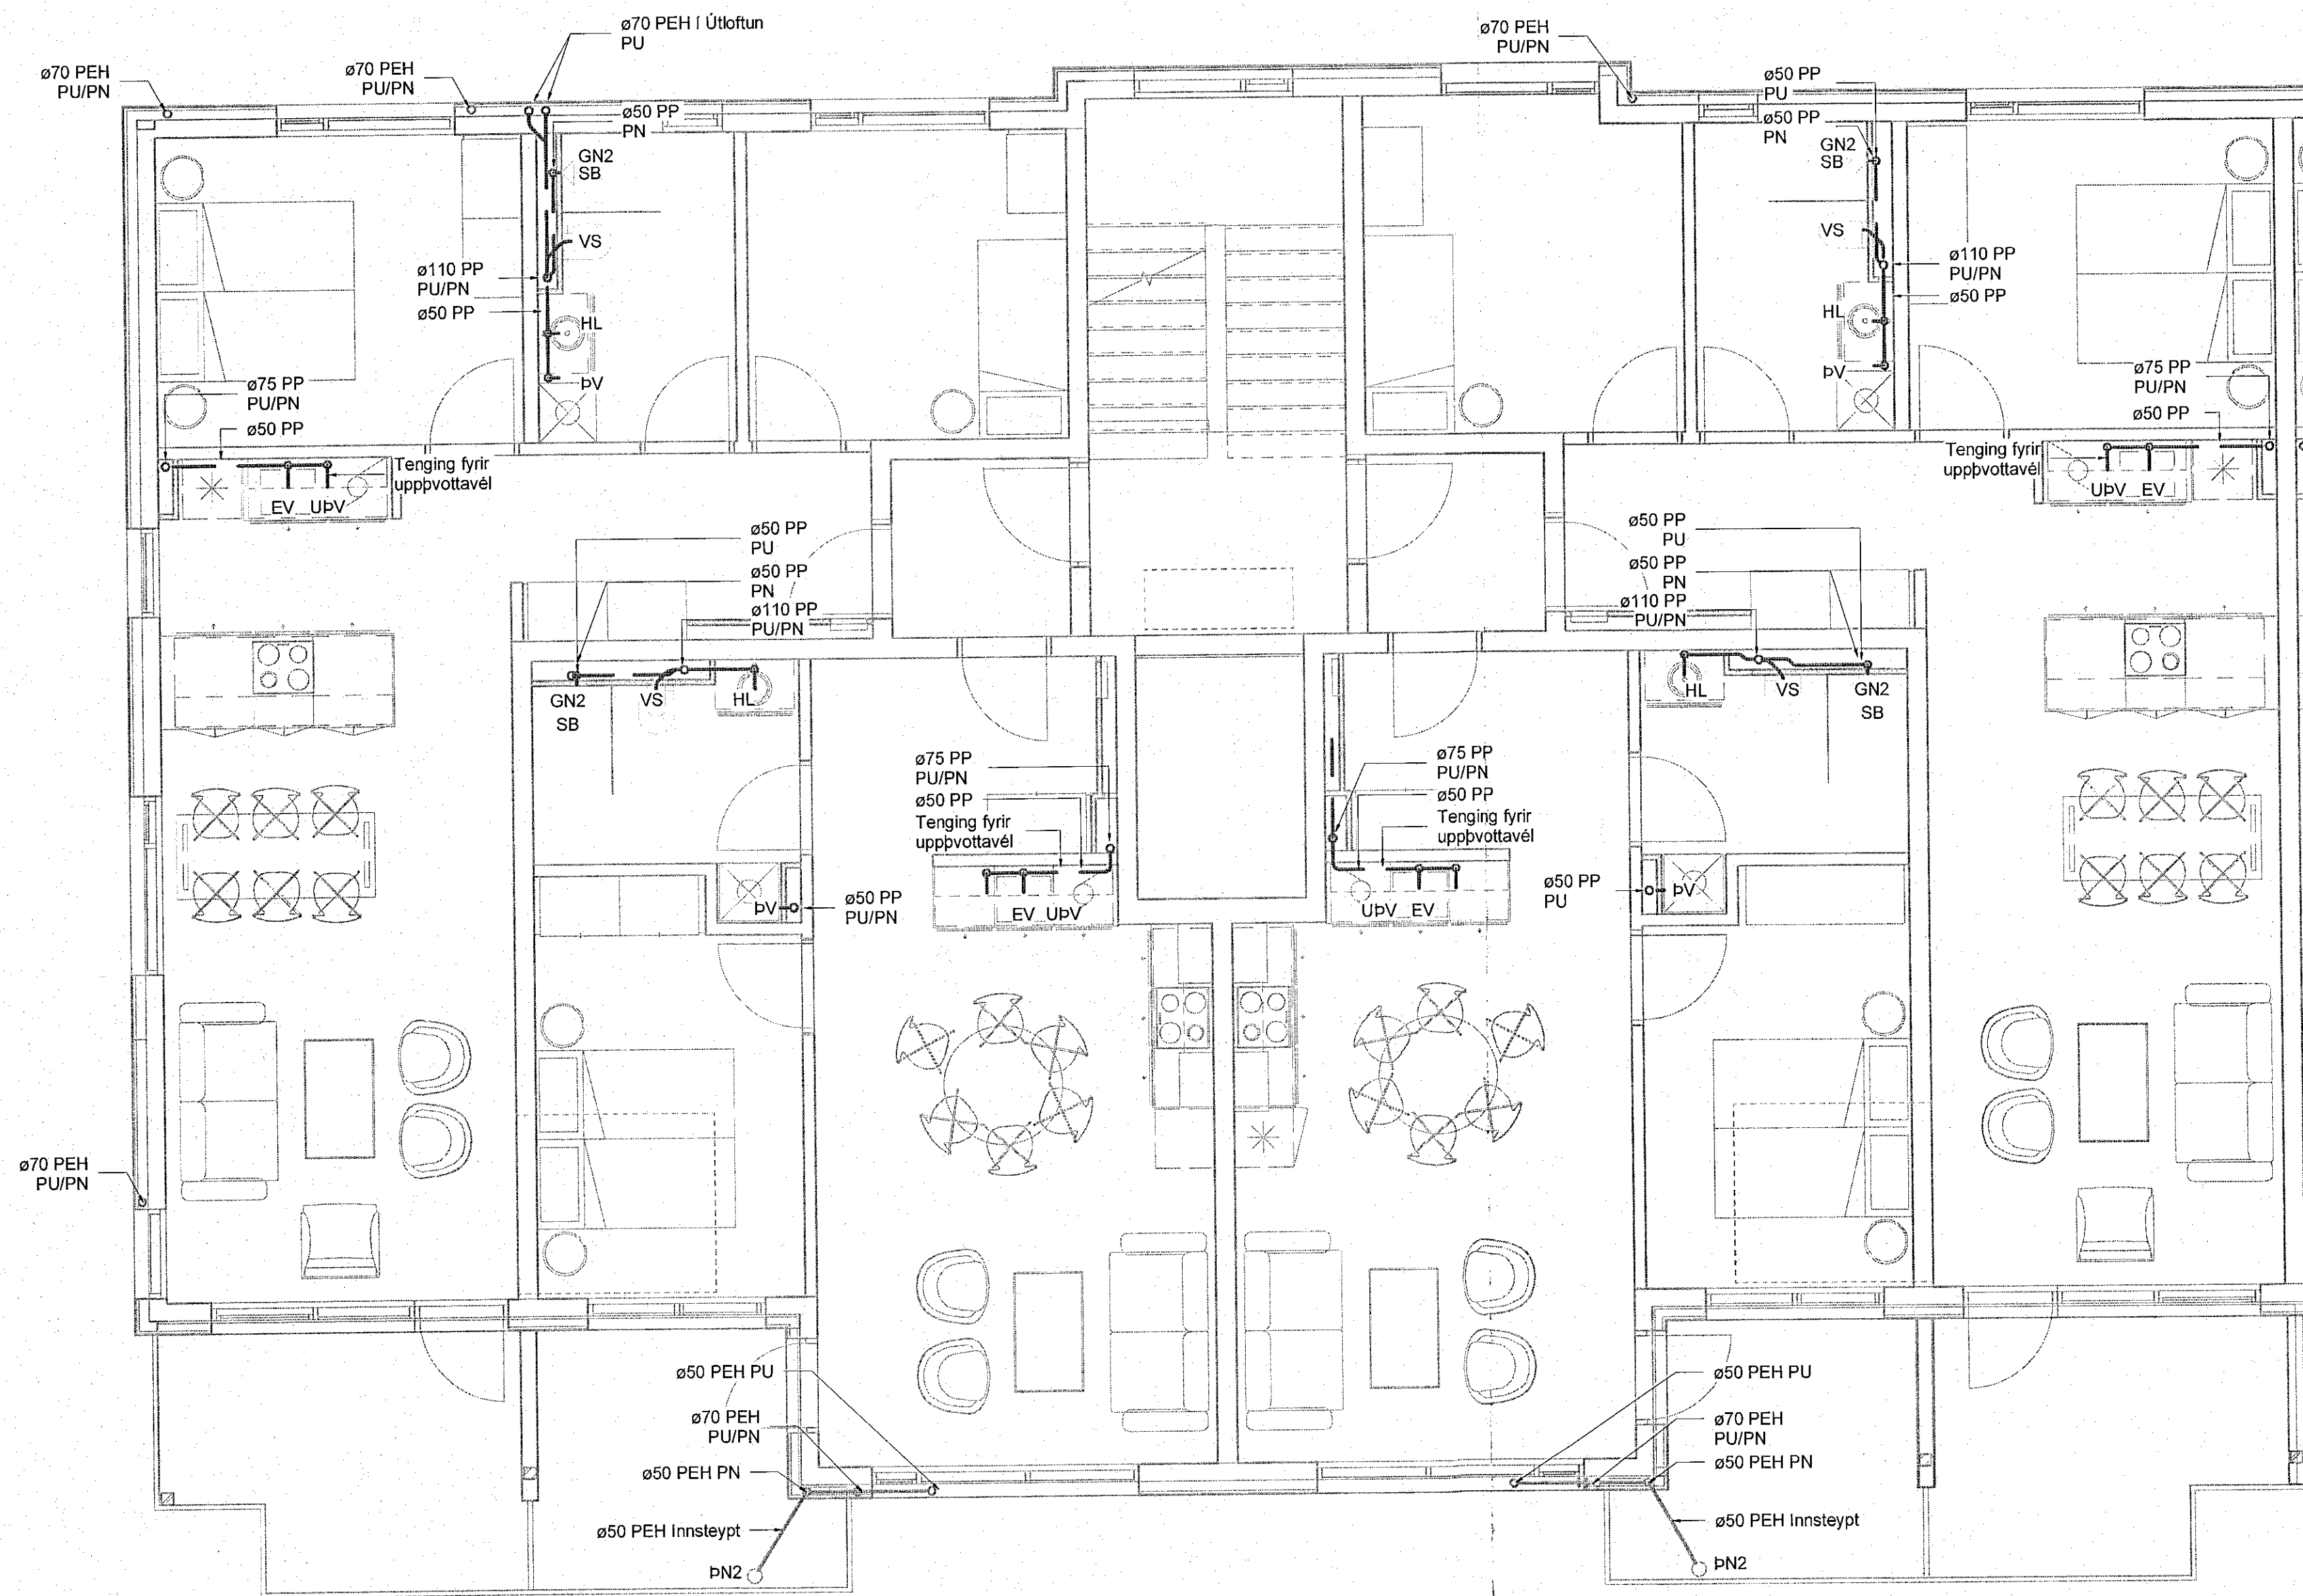 ø70 PEH Í Útloftun
PU
ø70 PEH
PU/PN
ø70 PEH
PU/PN
ø70 PEH
PU/PN
ø50 PP
PU
ø50 PP
PN
ø50 PP
PN
GN2
SB
GN2
SB
VS
VS
ø110 PP
PU/PN
ø50 PP
ø110 PP
PU/PN
ø50 PP
HL
HL
ÞV
ÞV
ø75 PP
PU/PN
ø50 PP
ø75 PP
PU/PN
ø50 PP
Tenging fyrir
uppþvottavél
Tenging fyrir
uppþvottavél
EV UÞV
UÞV EV
ø50 PP
PU
ø50 PP
PN
ø110 PP
PU/PN
ø50 PP
PU
ø50 PP
PN
ø110 PP
PU/PN
GN2
SB
VS
HL
HL
VS
GN2
SB
ø75 PP
PU/PN
ø50 PP
Tenging fyrir
uppþvottavél
ø75 PP
PU/PN
ø50 PP
Tenging fyrir
uppþvottavél
ÞV
ø50 PP
PU/PN
EV UÞV
UÞV EV
ø50 PP
PU
ÞV
ø70 PEH
PU/PN
ø50 PEH PU
ø70 PEH
PU/PN
ø50 PEH PN
ø50 PEH Innsteypt
ÞN2
ø50 PEH PU
ø70 PEH
PU/PN
ø50 PEH PN
ø50 PEH Innsteypt
ÞN2